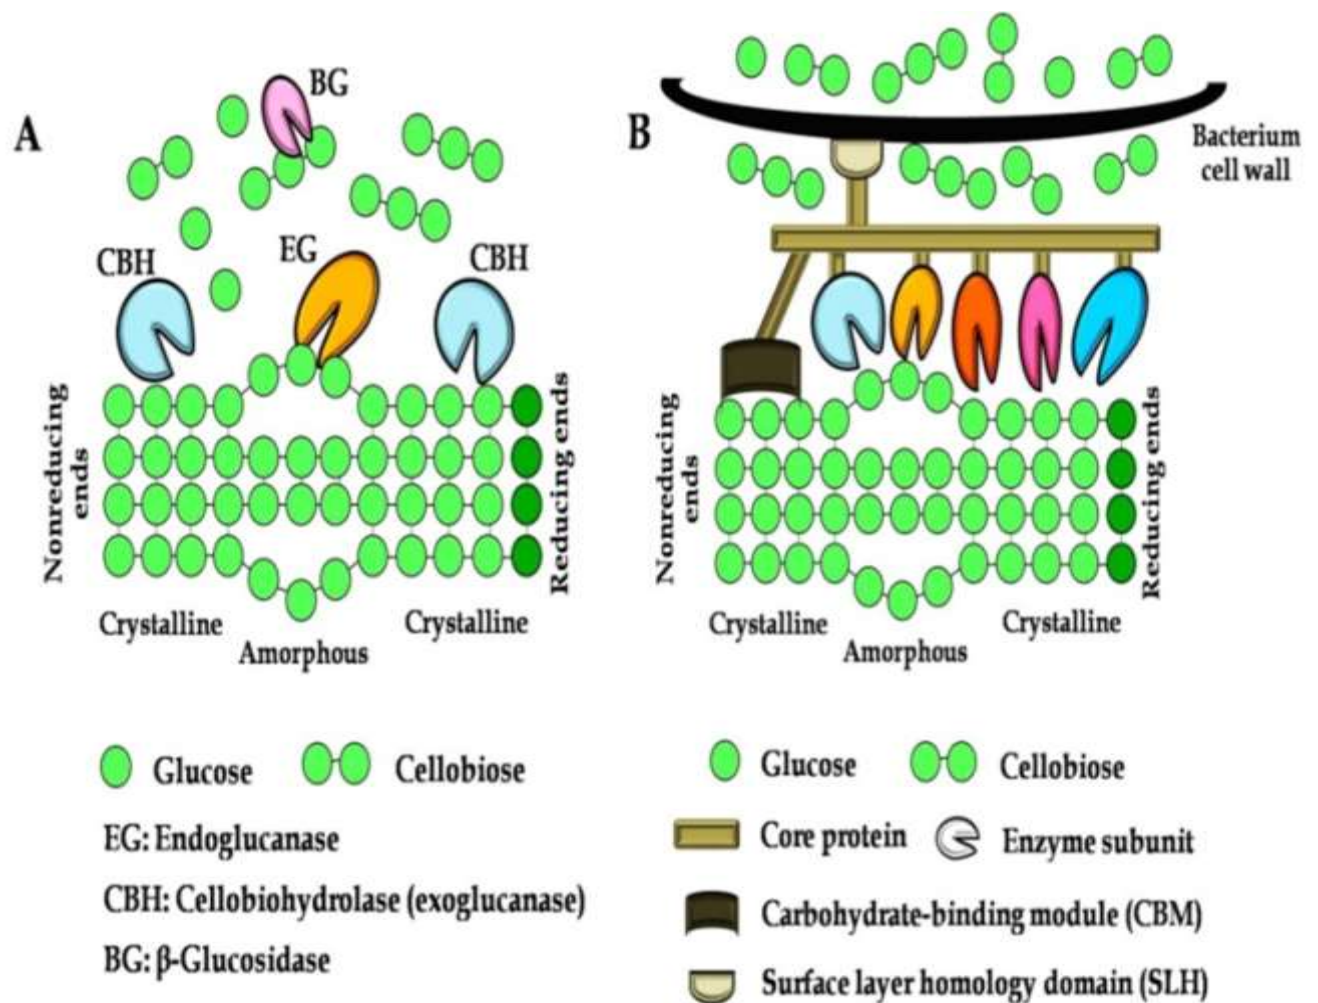 A
BG
CBH
EG
CBH
Nonreducing
ends
Reducing ends
Crystalline
Amorphous
Crystalline
Glucose
Cellobiose
EG: Endoglucanase
CBH: Cellobiohydrolase (exoglucanase)
BG: β-Glucosidase
B
Bacterium
cell wall
Nonreducing
ends
Reducing ends
Crystalline
Amorphous
Crystalline
Glucose
Cellobiose
Core protein
Enzyme subunit
Carbohydrate-binding module (CBM)
Surface layer homology domain (SLH)